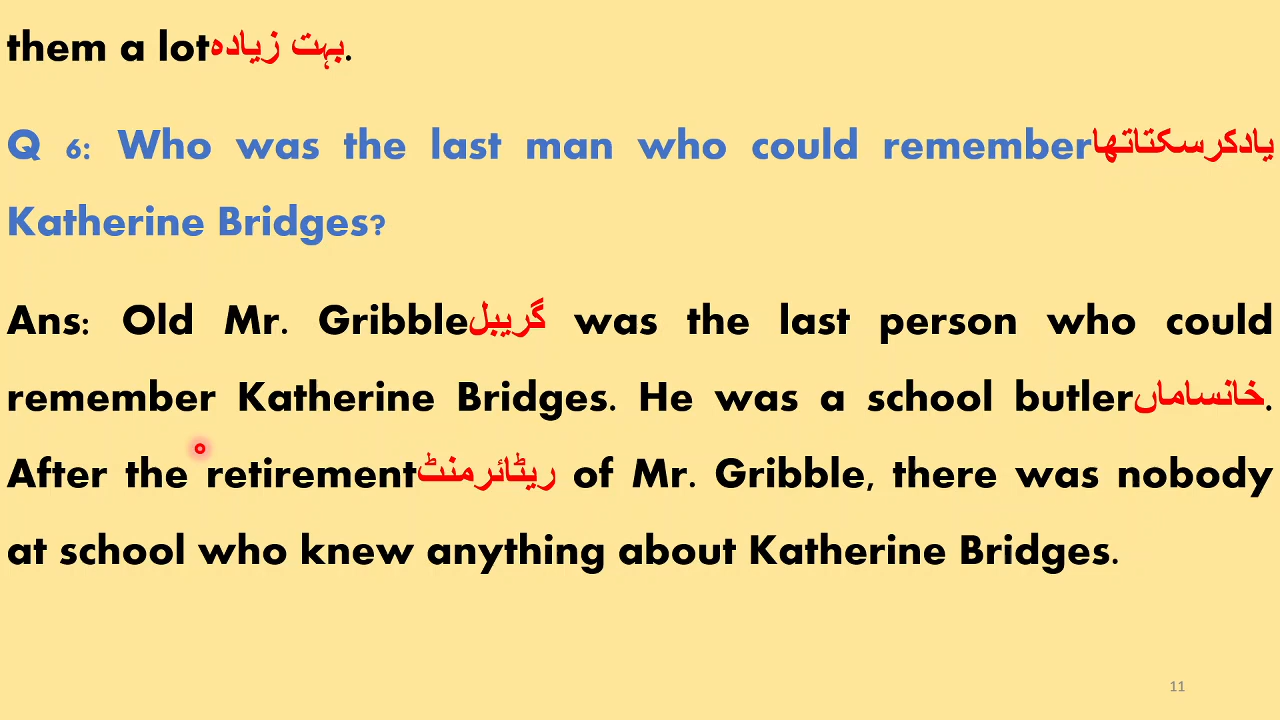 them a lotبہت زیادہ.
Q 6: Who was the last man who could rememberیادکرسکتاتھا
Katherine Bridges?
Ans: Old Mr. Gribbleگریبل was the last person who could
remember Katherine Bridges. He was a school butlerخانساماں.
After the retirementریٹائرمنٹ of Mr. Gribble, there was nobody
at school who knew anything about Katherine Bridges.
11